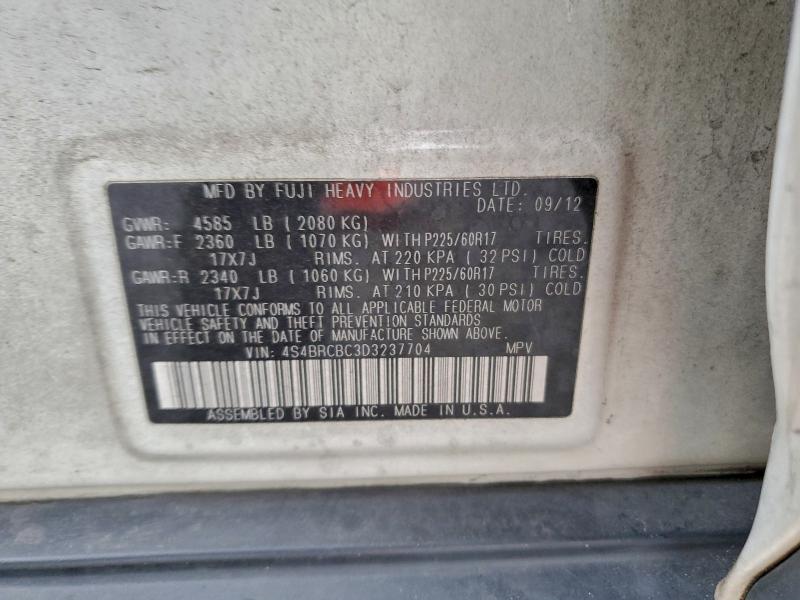 MFD BY FUJI HEAVY INDUSTRIES LTD.
DATE: 09/12
GVWR: 4585 LB ( 2080 KG)
GAWR:F 2360 LB ( 1070 KG) WITH P225/60R17 TIRES.
17X7J RIMS. AT 220 KPA ( 32 PSI) COLD
GAWR:R 2340 LB ( 1060 KG) WITH P225/60R17 TIRES.
17X7J RIMS. AT 210 KPA ( 30 PSI) COLD
THIS VEHICLE CONFORMS TO ALL APPLICABLE FEDERAL MOTOR
VEHICLE SAFETY AND THEFT PREVENTION STANDARDS
IN EFFECT ON THE DATE OF MANUFACTURE SHOWN ABOVE.
VIN: 4S4BRCBC3D3237704 MPV
ASSEMBLED BY SIA INC. MADE IN U.S.A.